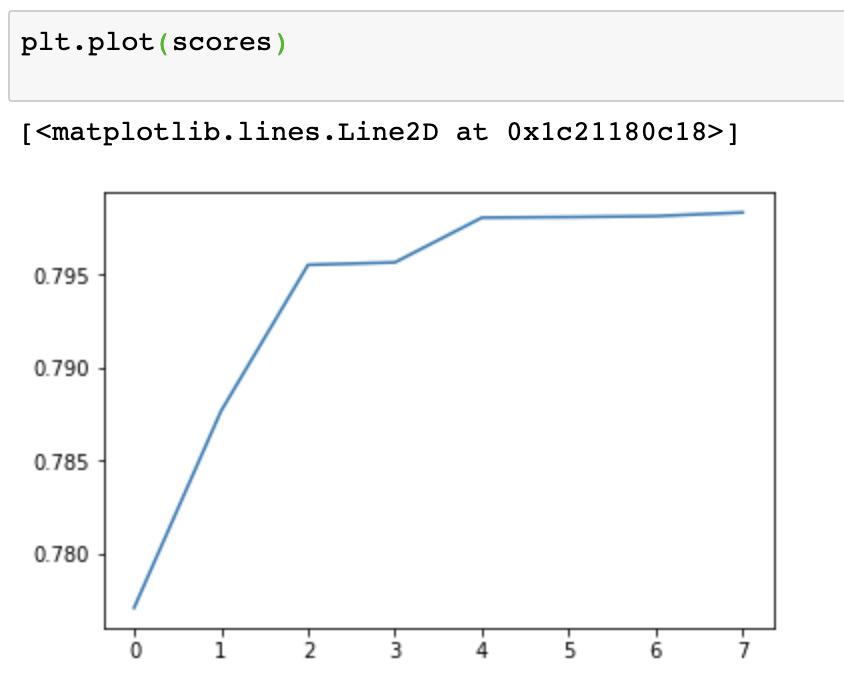 plt.plot(scores)
[<matplotlib.lines.Line2D at 0x1c21180c18>]
0.795
0.790
0.785
0.780
0 1 2 3 4 5 6 7